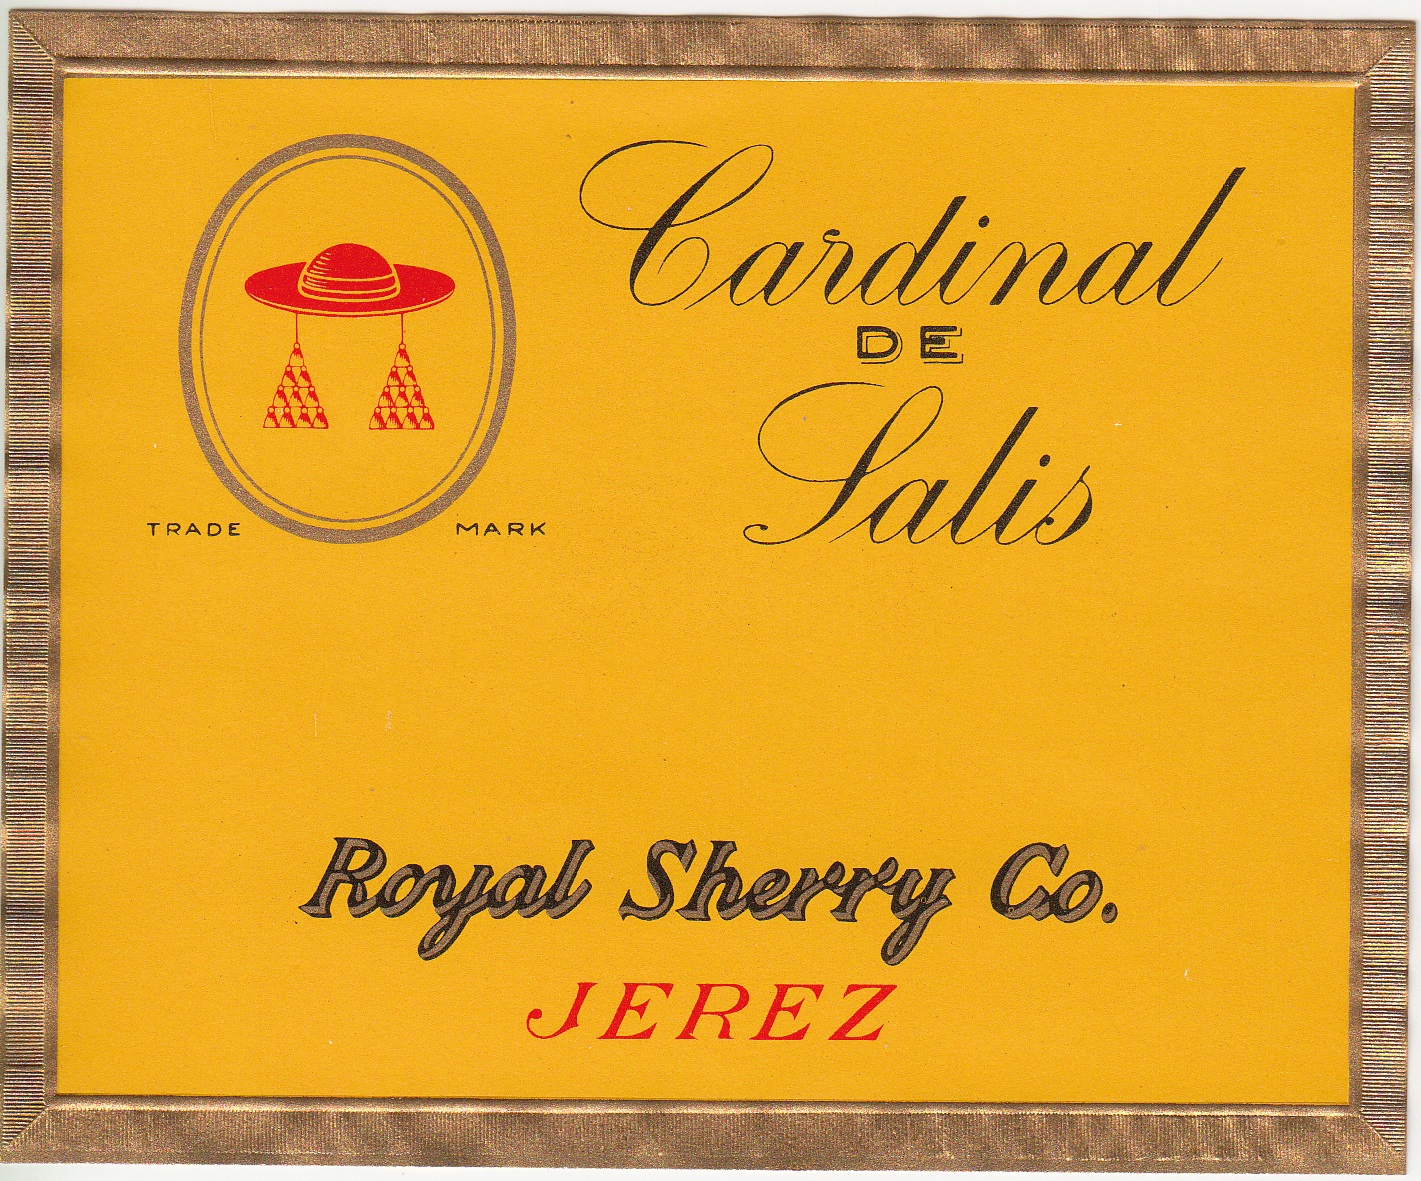 Cardinal
DE
Salis
TRADE MARK
Royal Sherry Co.
JEREZ